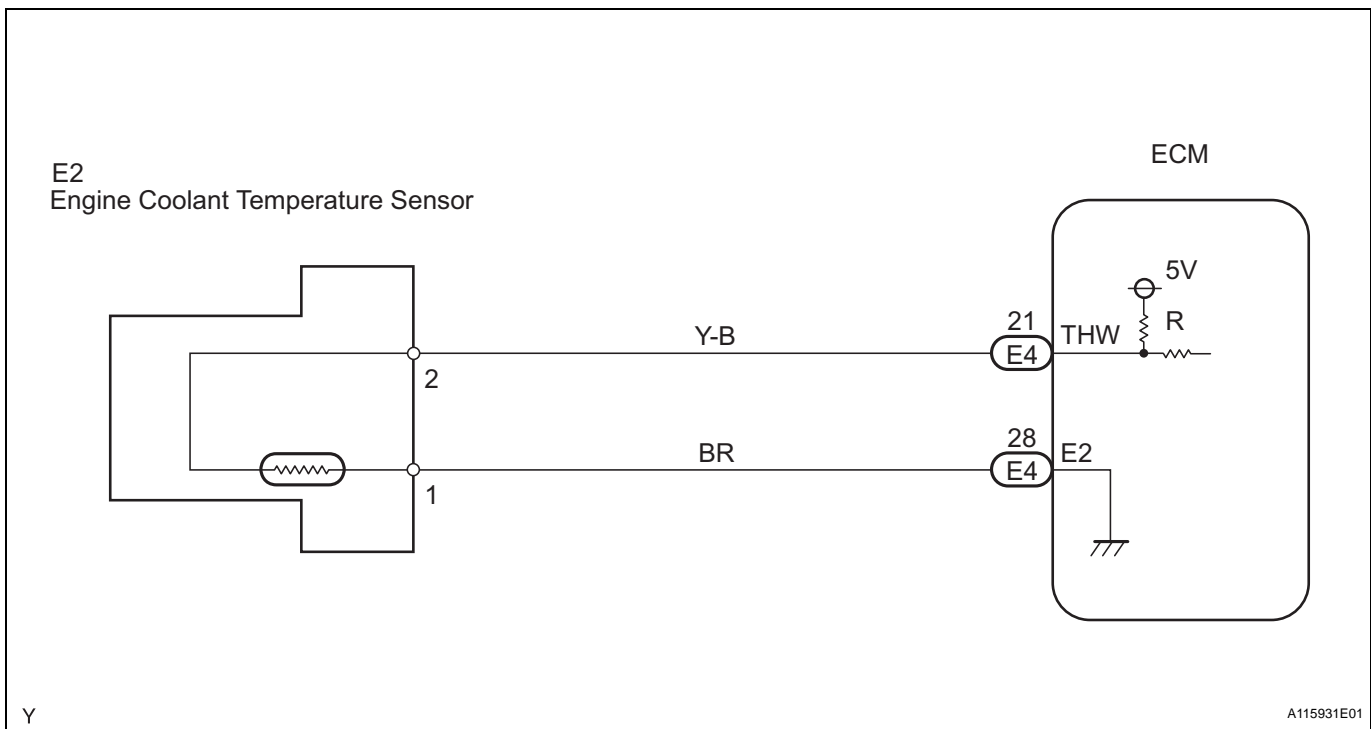 ECM
E2
Engine Coolant Temperature Sensor
5V
R
Y-B
21
E4
THW
2
BR
28
E4
E2
1
Y
A115931E01